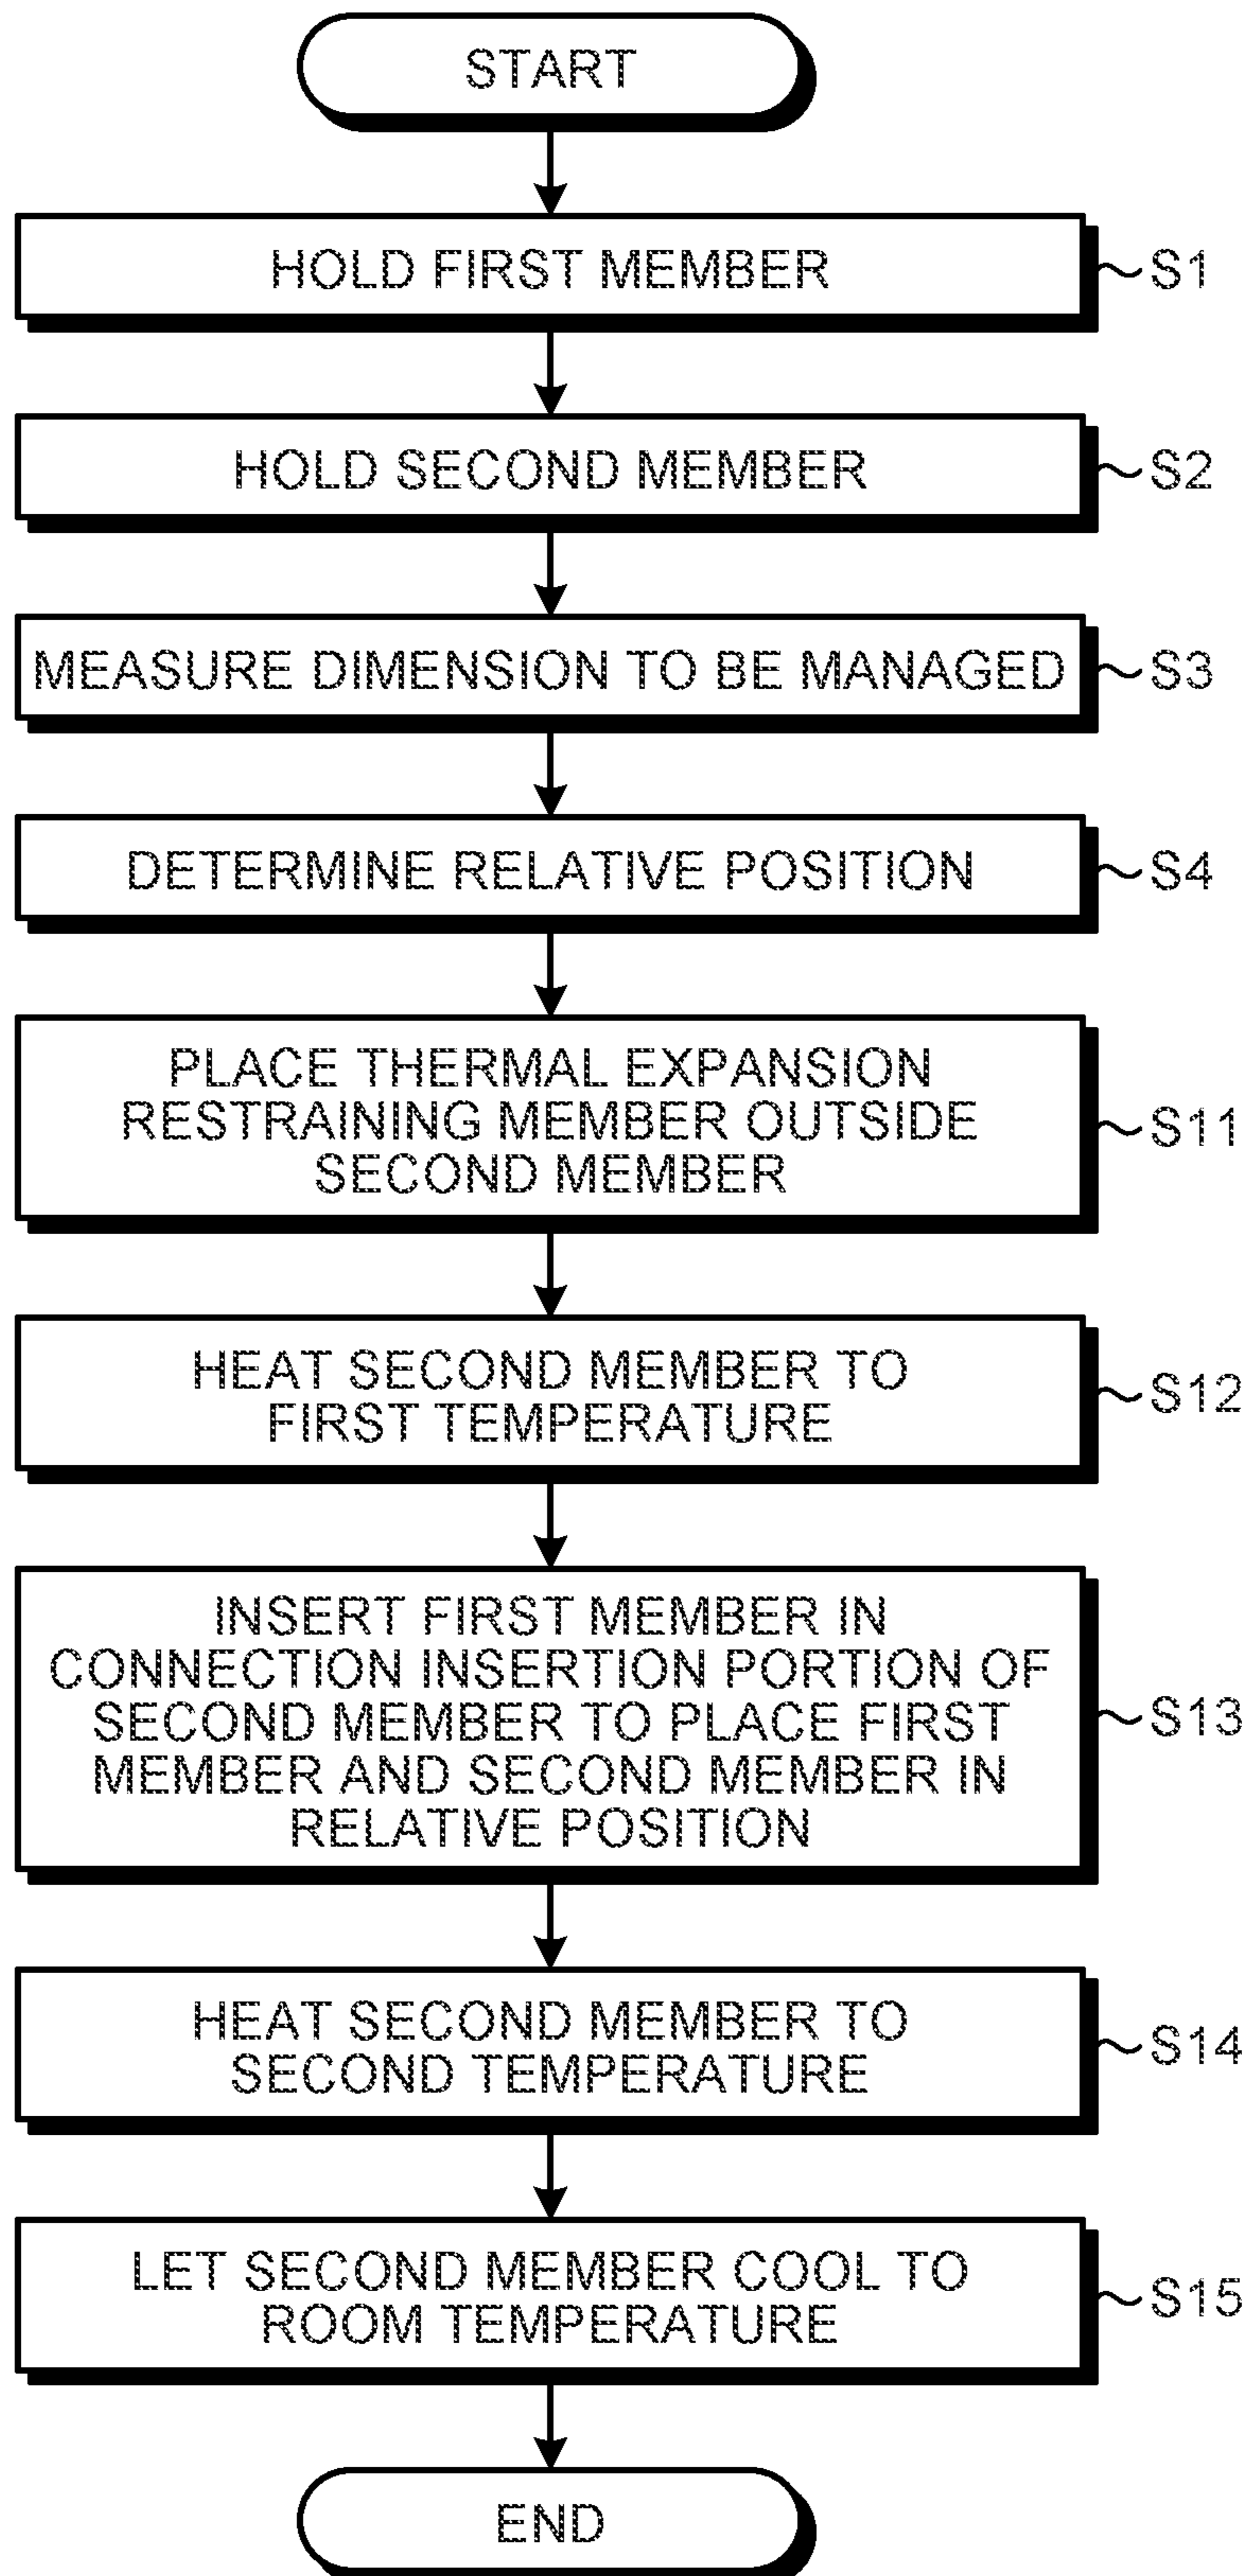 START
HOLD FIRST MEMBER
S1
HOLD SECOND MEMBER
S2
MEASURE DIMENSION TO BE MANAGED
S3
DETERMINE RELATIVE POSITION
S4
PLACE THERMAL EXPANSION
RESTRAINING MEMBER OUTSIDE
SECOND MEMBER
S11
HEAT SECOND MEMBER TO
FIRST TEMPERATURE
S12
INSERT FIRST MEMBER IN
CONNECTION INSERTION PORTION OF
SECOND MEMBER TO PLACE FIRST
MEMBER AND SECOND MEMBER IN
RELATIVE POSITION
S13
HEAT SECOND MEMBER TO
SECOND TEMPERATURE
S14
LET SECOND MEMBER COOL TO
ROOM TEMPERATURE
S15
END